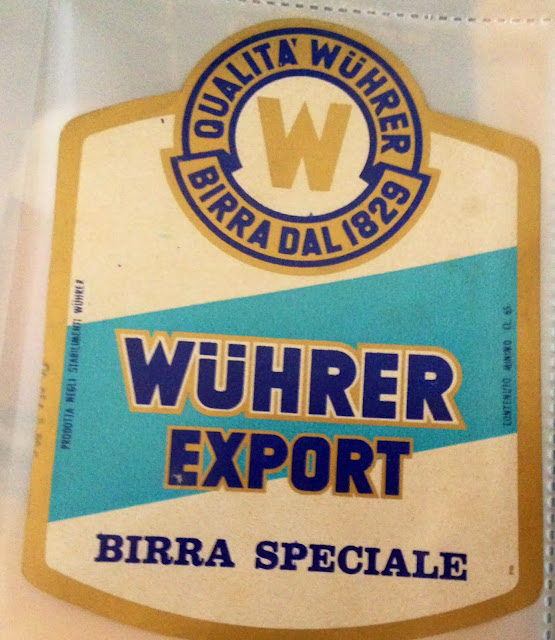 QUALITA' WÜHRER
W
BIRRA DAL 1829
PRODOTTA NEGLI STABILIMENTI WÜHRER
CONTENUTO MINIMO CL. 65
WÜHRER
EXPORT
BIRRA SPECIALE